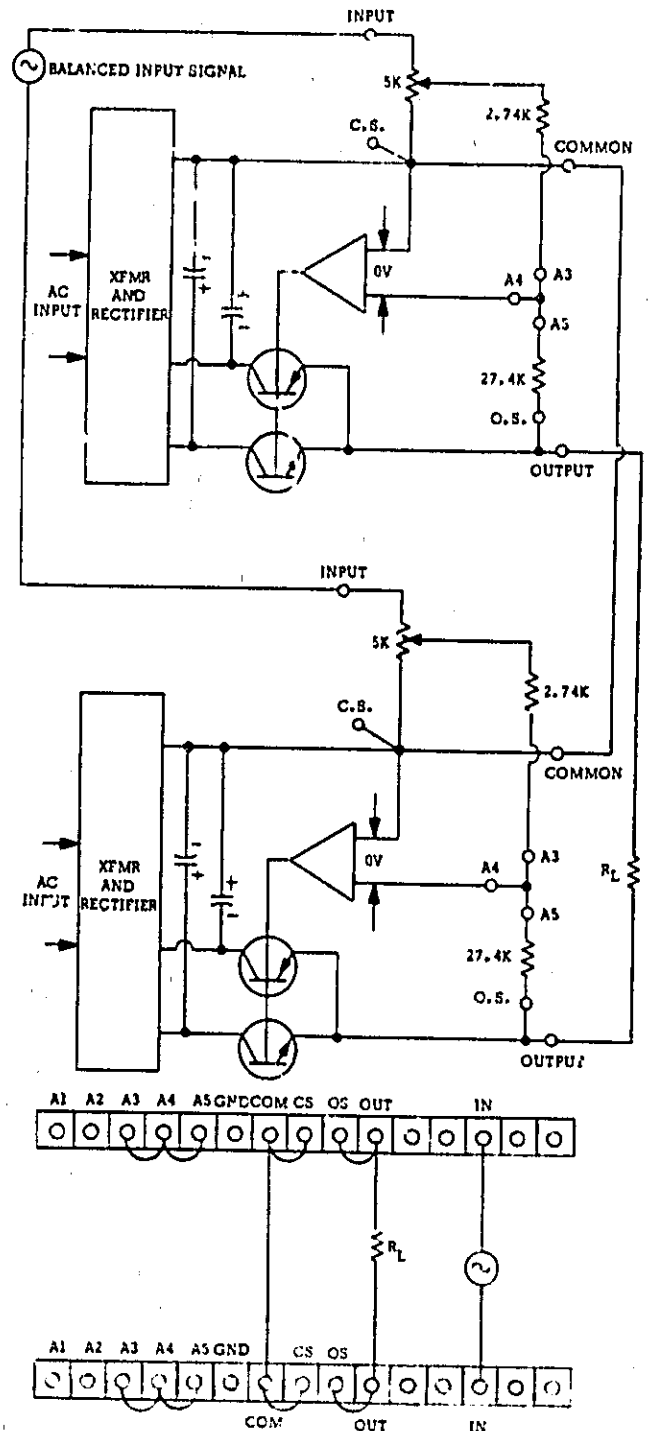 INPUT
BALANCED INPUT SIGNAL
5K
2.74K
C.S.
COMMON
XFMR
AND
RECTIFIER
AC
INPUT
0V
A4
A3
A5
27.4K
O.S.
OUTPUT
INPUT
5K
2.74K
C.S.
COMMON
XFMR
AND
RECTIFIER
AC
INPUT
0V
A4
A3
A5
RL
27.4K
O.S.
OUTPUT
A1 A2 A3 A4 A5 GND COM CS OS OUT IN
RL
A1 A2 A3 A4 A5 GND CS OS
COM OUT IN